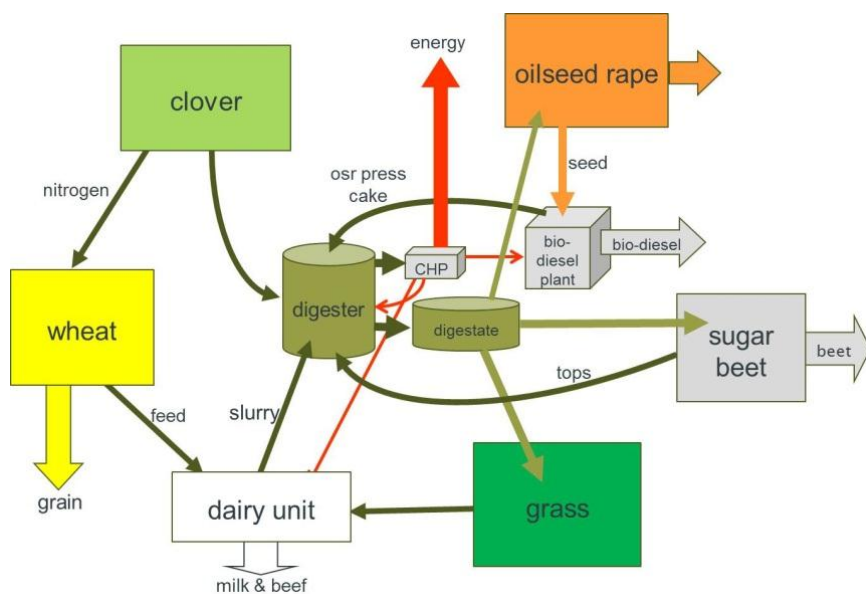 energy
oilseed rape
clover
seed
nitrogen
osr press
cake
bio-
diesel
plant
bio-diesel
CHP
digester
digestate
wheat
sugar
beet
beet
tops
feed
slurry
grain
dairy unit
grass
milk & beef